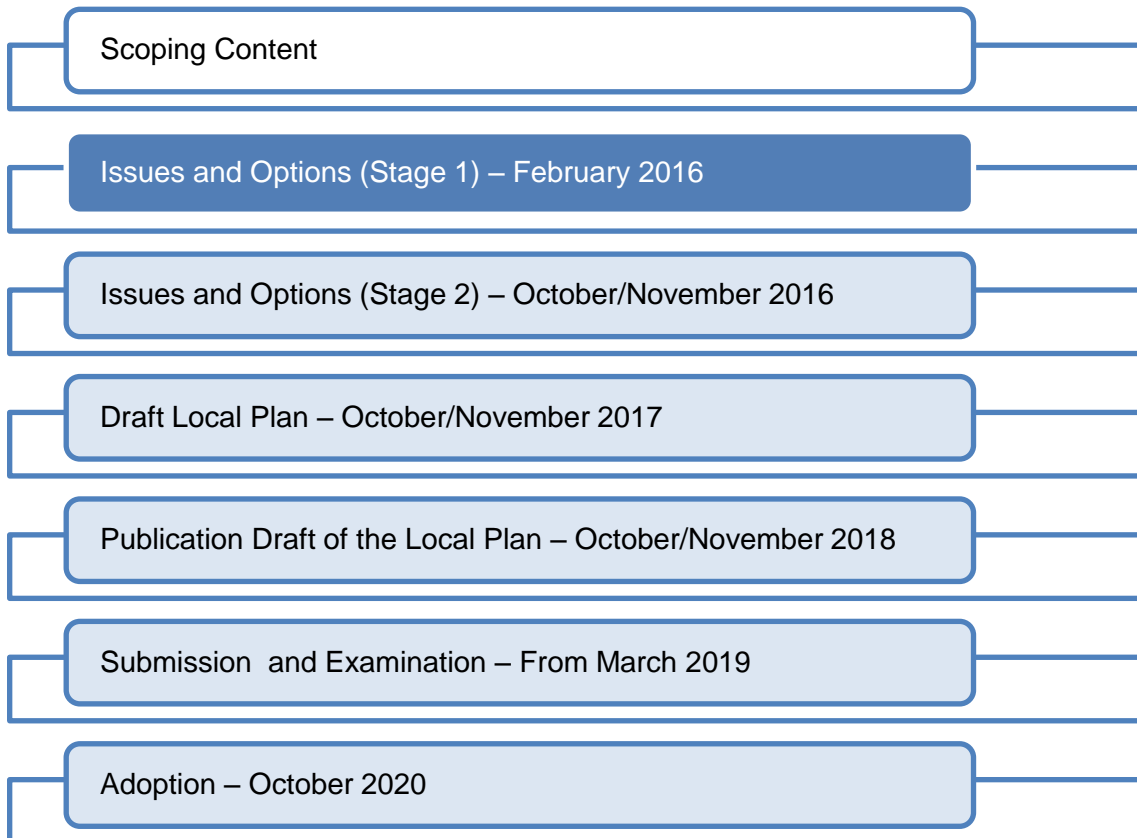 Scoping Content
Issues and Options (Stage 1) – February 2016
Issues and Options (Stage 2) – October/November 2016
Draft Local Plan – October/November 2017
Publication Draft of the Local Plan – October/November 2018
Submission  and Examination – From March 2019
Adoption – October 2020